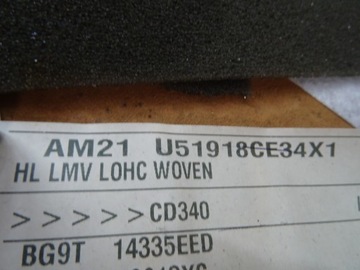 AM21 U51918CE34X1
HL LMV LOHC WOVEN
>>>>>CD340
BG9T 14335EED